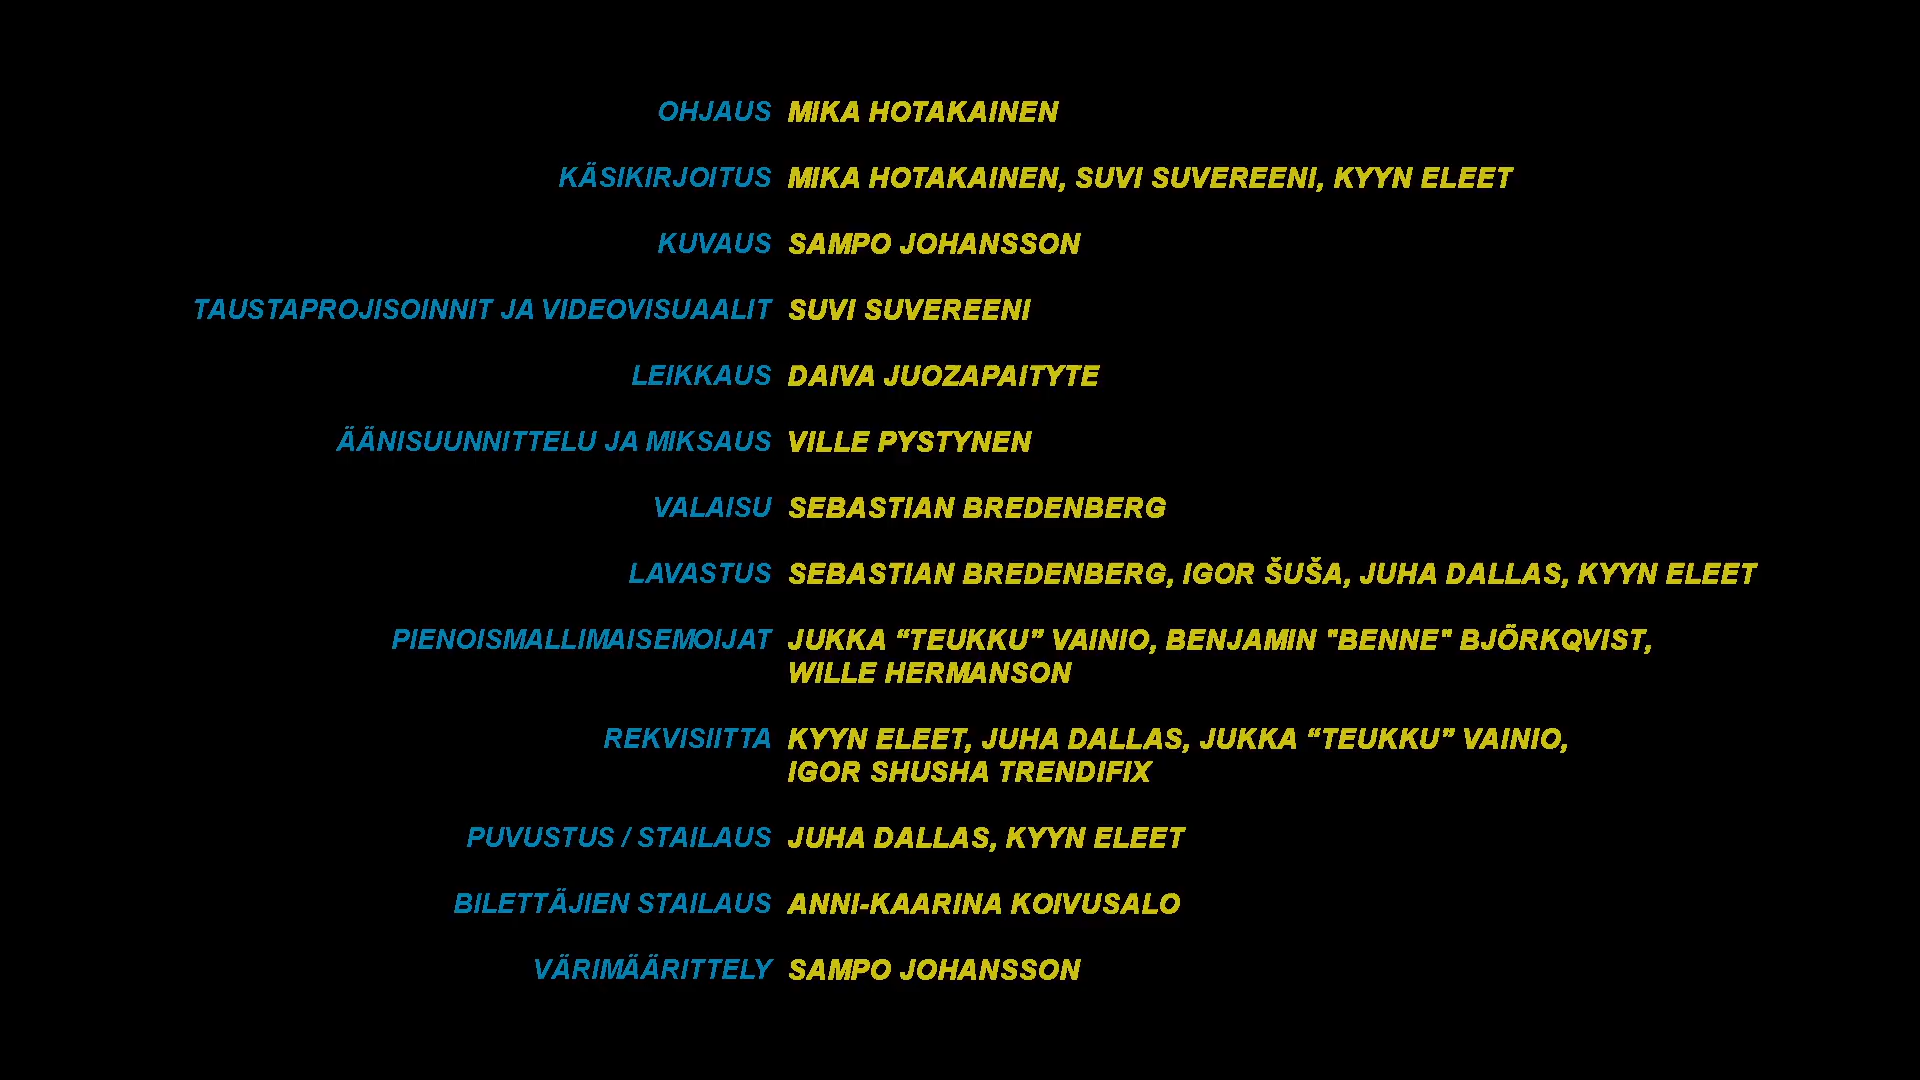 OHJAUS MIKA HOTAKAINEN
KÄSIKIRJOITUS MIKA HOTAKAINEN, SUVI SUVEREENI, KYYN ELEET
KUVAUS SAMPO JOHANSSON
TAUSTAPROJISOINNIT JA VIDEOVISUAALIT SUVI SUVEREENI
LEIKKAUS DAIVA JUOZAPAITYTE
ÄÄNISUUNNITTELU JA MIKSAUS VILLE PYSTYNEN
VALAISU SEBASTIAN BREDENBERG
LAVASTUS SEBASTIAN BREDENBERG, IGOR ŠUŠA, JUHA DALLAS, KYYN ELEET
PIENOISMALLIMAISEMOIJAT JUKKA “TEUKKU” VAINIO, BENJAMIN "BENNE" BJÖRKQVIST,
WILLE HERMANSON
REKVISIITTA KYYN ELEET, JUHA DALLAS, JUKKA “TEUKKU” VAINIO,
IGOR SHUSHA TRENDIFIX
PUVUSTUS / STAILAUS JUHA DALLAS, KYYN ELEET
BILETTÄJIEN STAILAUS ANNI-KAARINA KOIVUSALO
VÄRIMÄÄRITTELY SAMPO JOHANSSON